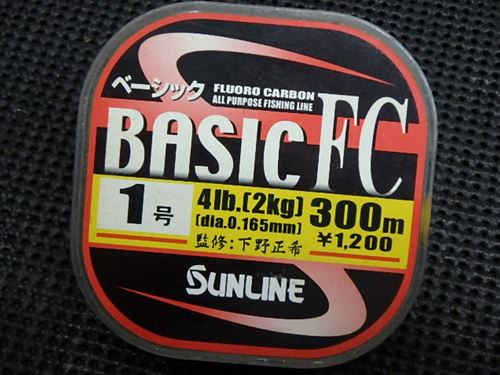 ベーシック FLUORO CARBON
ALL PURPOSE FISHING LINE
BASIC FC
1号 4lb.(2kg) 300m
(dia.0.165mm) ¥1,200
監修:下野正希
SUNLINE